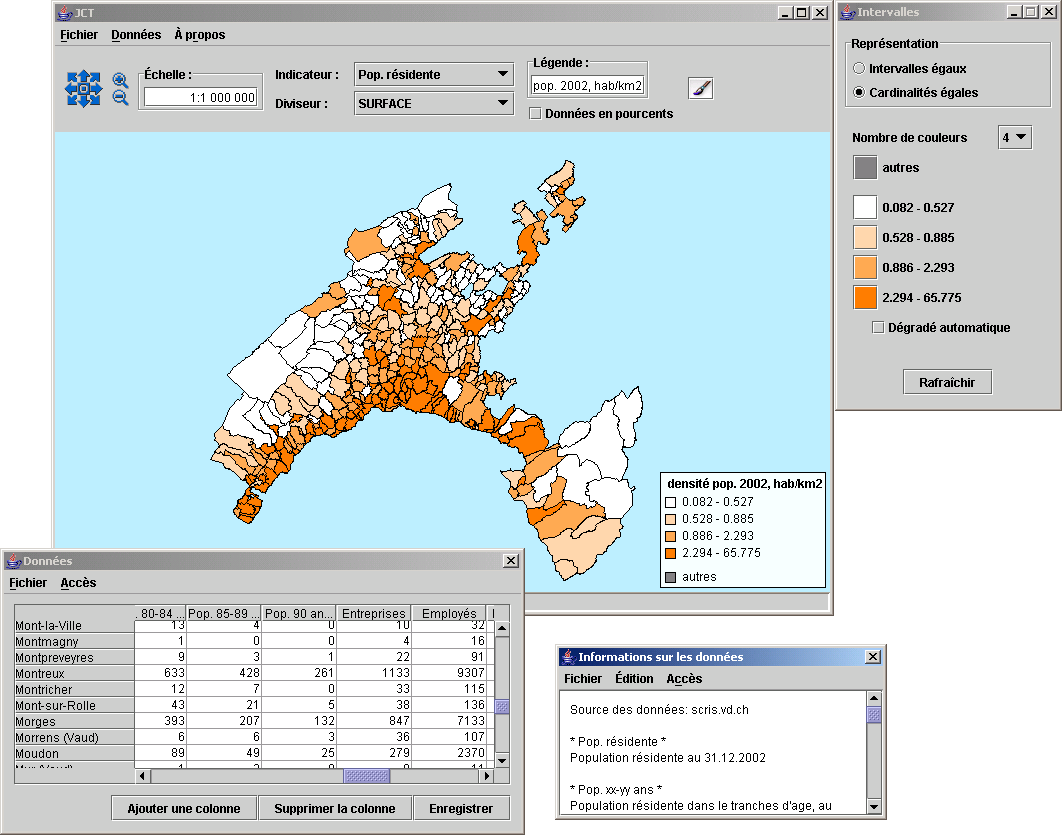 JCT
Fichier Données À propos
Échelle :
1:1 000 000
Indicateur : Pop. résidente
Diviseur : SURFACE
Légende :
pop. 2002, hab/km2
Données en pourcents
densité pop. 2002, hab/km2
0.082 - 0.527
0.528 - 0.885
0.886 - 2.293
2.294 - 65.775
autres
Intervalles
Représentation
Intervalles égaux
Cardinalités égales
Nombre de couleurs 4
autres
0.082 - 0.527
0.528 - 0.885
0.886 - 2.293
2.294 - 65.775
Dégradé automatique
Rafraîchir
Données
Fichier Accès
. 80-84 ... Pop. 85-89 ... Pop. 90 an... Entreprises Employés
Mont-la-Ville 13 4 0 10 32
Montmagny 1 0 0 4 16
Montpreveyres 9 3 1 22 91
Montreux 633 428 261 1133 9307
Montricher 12 7 0 33 115
Mont-sur-Rolle 43 21 5 38 136
Morges 393 207 132 847 7133
Morrens (Vaud) 6 6 3 36 107
Moudon 89 49 25 279 2370
Ajouter une colonne Supprimer la colonne Enregistrer
Informations sur les données
Fichier Édition Accès
Source des données: scris.vd.ch
* Pop. résidente *
Population résidente au 31.12.2002
* Pop. xx-yy ans *
Population résidente dans le tranches d'age, au